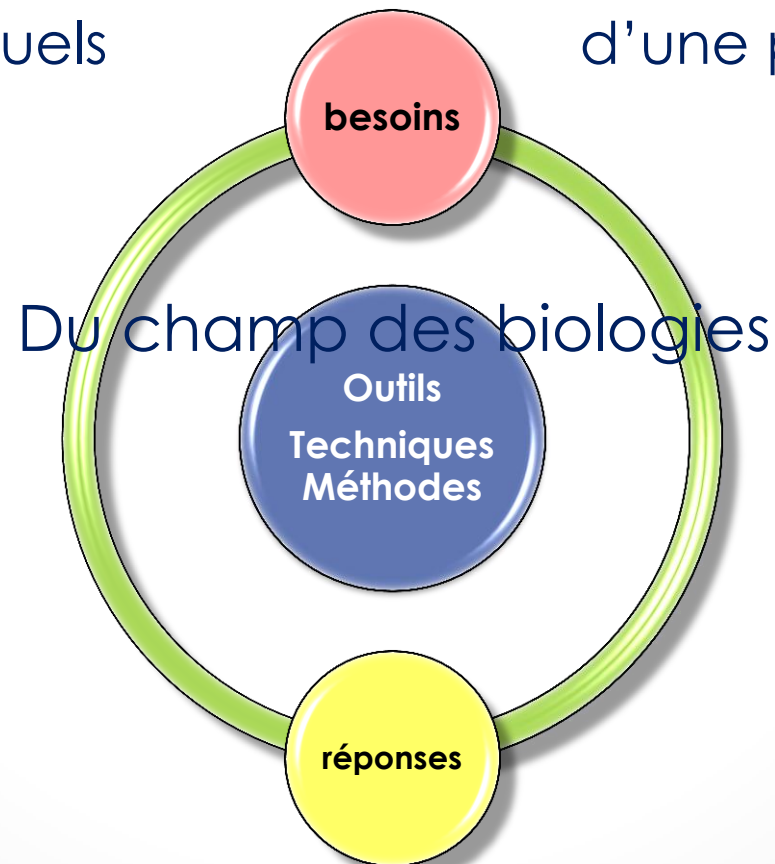 uels d'une p
besoins
Du champ des biologies
Outils
Techniques
Méthodes
réponses